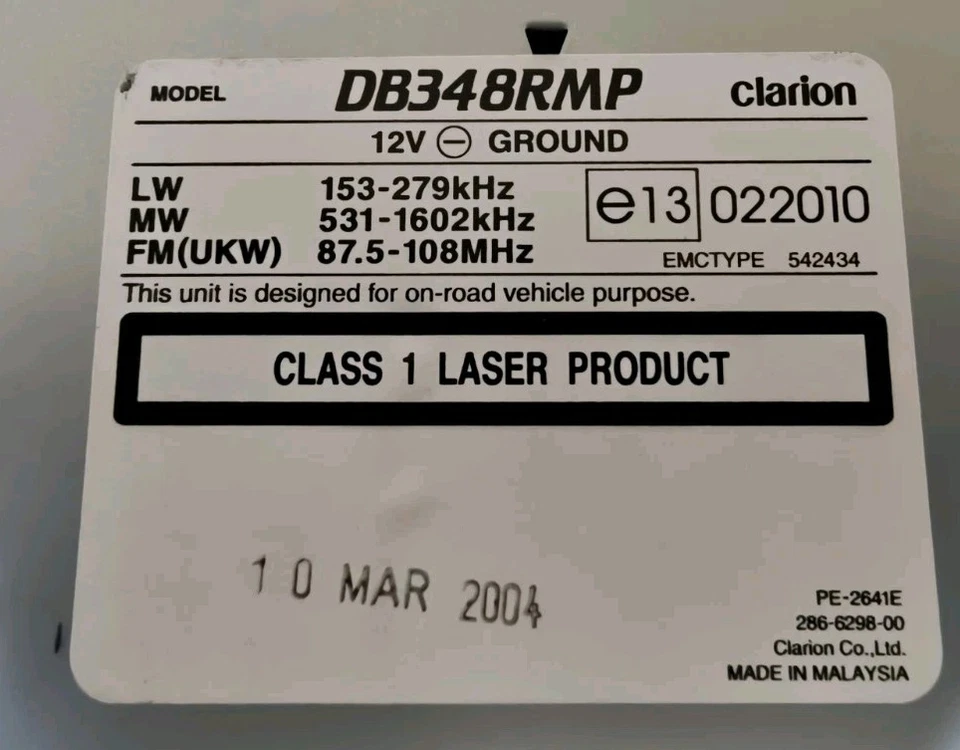 MODEL DB348RMP clarion
12V ⊖ GROUND
LW 153-279kHz
MW 531-1602kHz
FM(UKW) 87.5-108MHz
e13 022010
EMCTYPE 542434
This unit is designed for on-road vehicle purpose.
CLASS 1 LASER PRODUCT
10 MAR 2004
PE-2641E
286-6298-00
Clarion Co.,Ltd.
MADE IN MALAYSIA